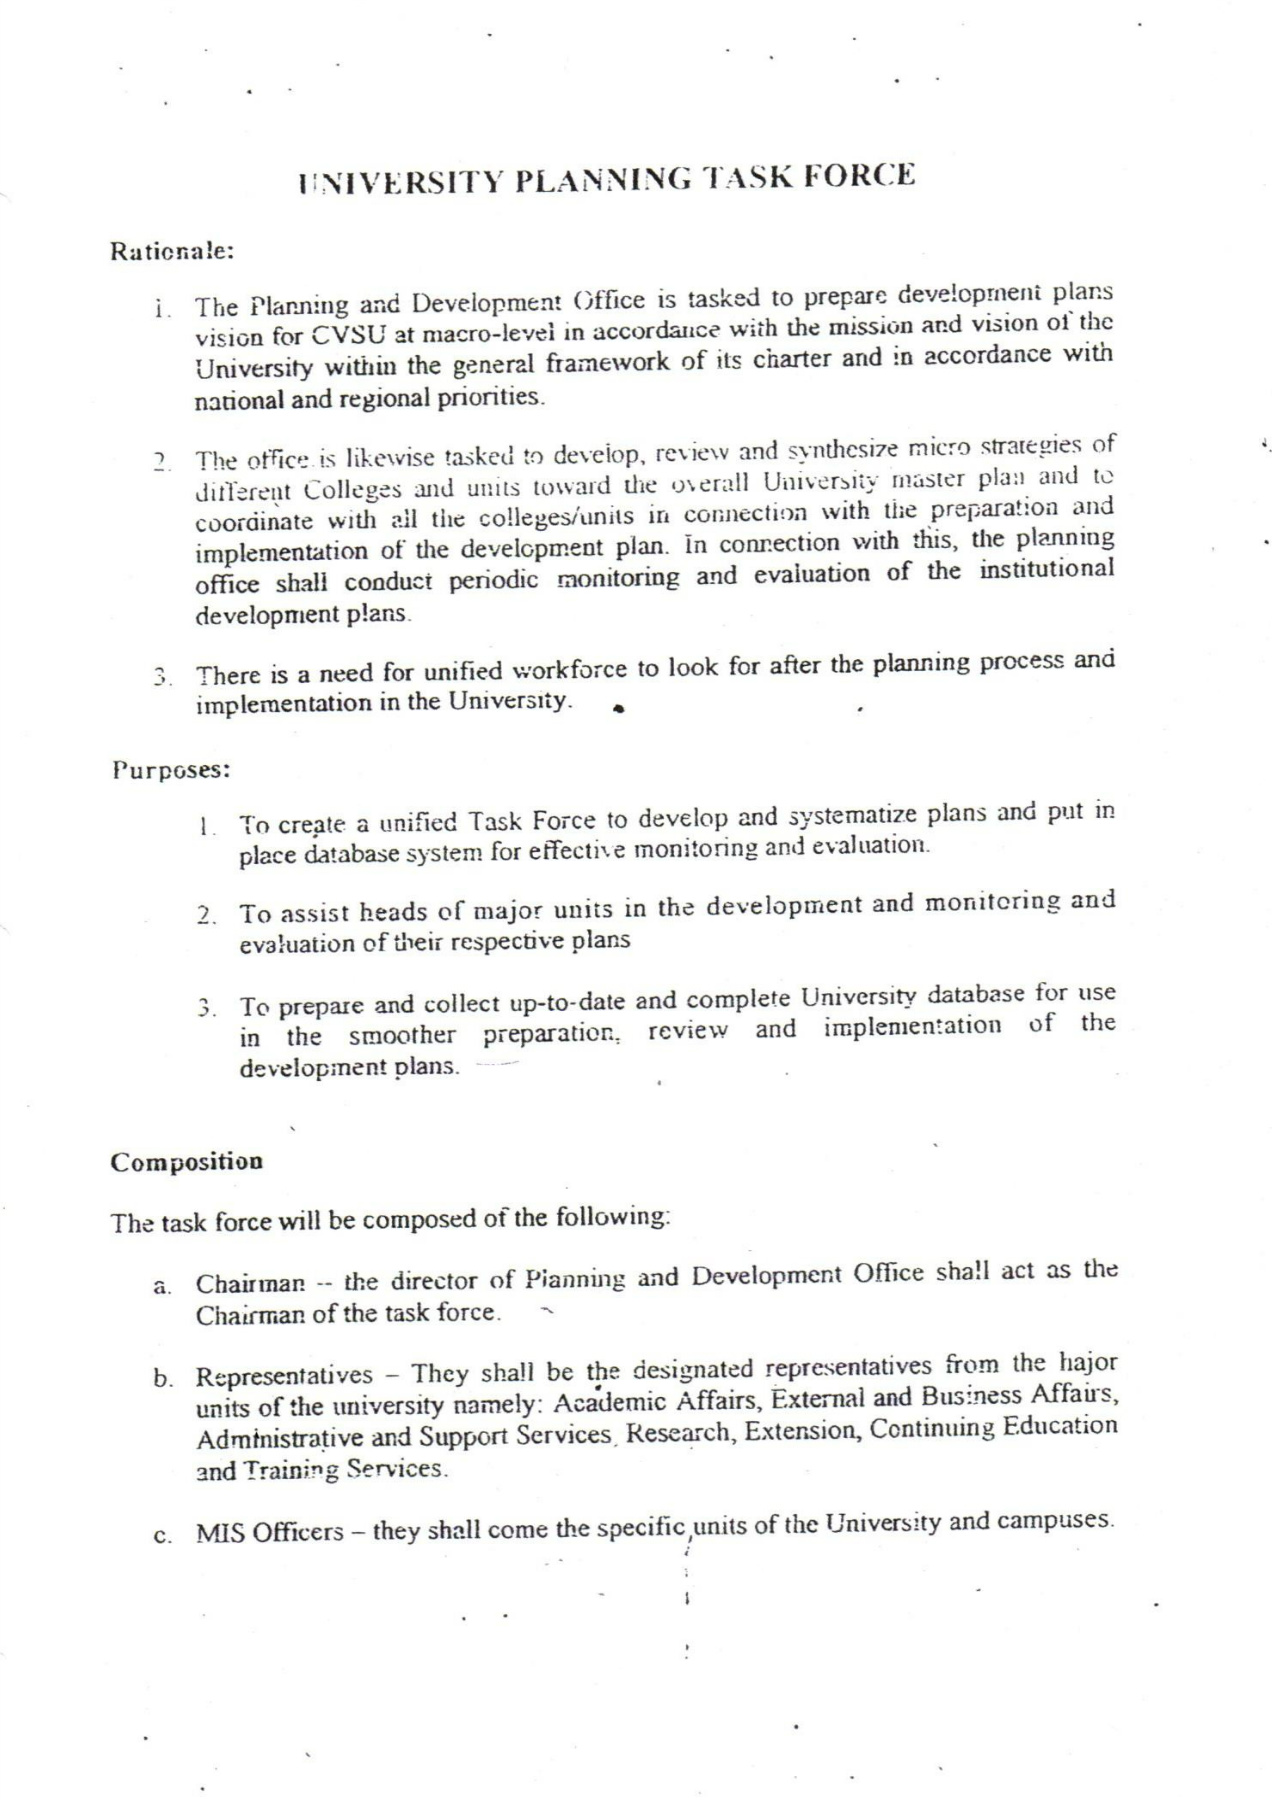 UNIVERSITY PLANNING TASK FORCE
Rationale:
1. The Planning and Development Office is tasked to prepare development plans
vision for CVSU at macro-level in accordance with the mission and vision of the
University within the general framework of its charter and in accordance with
national and regional priorities.
2. The office is likewise tasked to develop, review and synthesize micro strategies of
different Colleges and units toward the overall University master plan and to
coordinate with all the colleges/units in connection with the preparation and
implementation of the development plan. In connection with this, the planning
office shall conduct periodic monitoring and evaluation of the institutional
development plans.
3. There is a need for unified workforce to look for after the planning process and
implementation in the University.
Purposes:
1. To create a unified Task Force to develop and systematize plans and put in
place database system for effective monitoring and evaluation.
2. To assist heads of major units in the development and monitoring and
evaluation of their respective plans
3. To prepare and collect up-to-date and complete University database for use
in the smoother preparation, review and implementation of the
development plans.
Composition
The task force will be composed of the following:
a. Chairman -- the director of Planning and Development Office shall act as the
Chairman of the task force.
b. Representatives – They shall be the designated representatives from the hajor
units of the university namely: Academic Affairs, External and Business Affairs,
Administrative and Support Services, Research, Extension, Continuing Education
and Training Services.
c. MIS Officers – they shall come the specific units of the University and campuses.